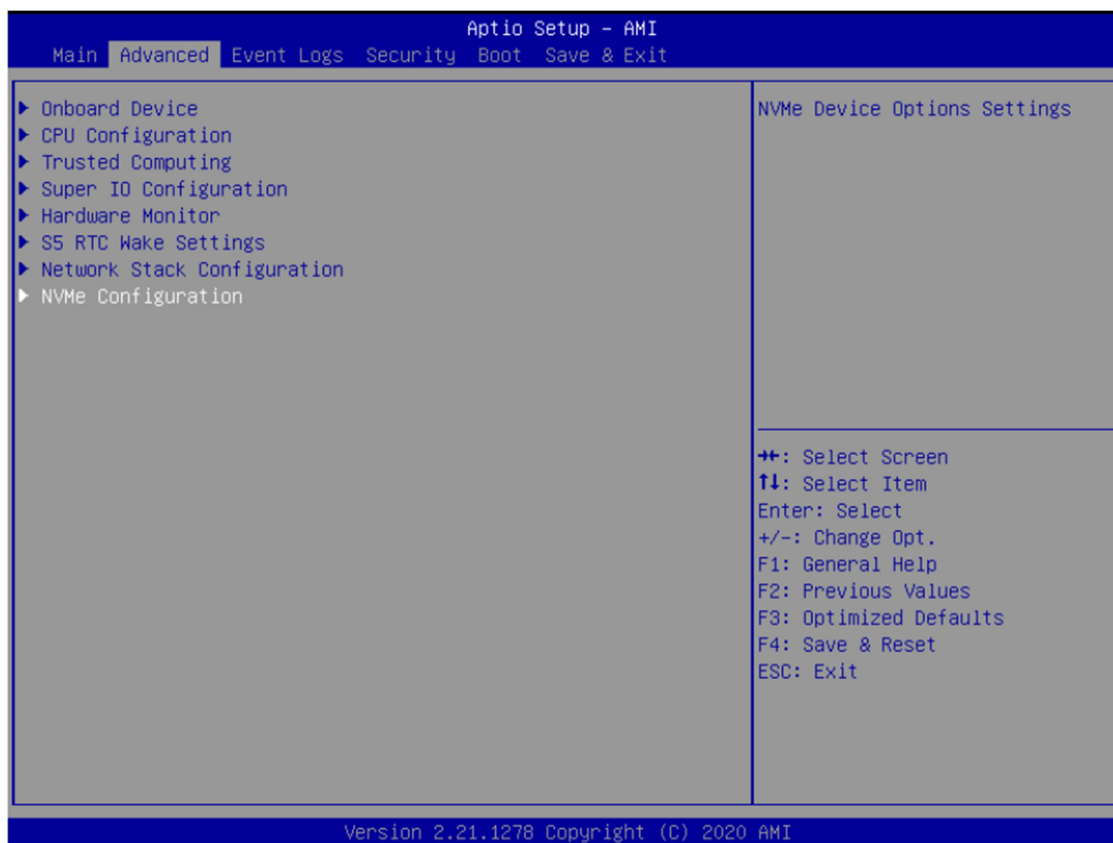 Aptio Setup – AMI
Main Advanced Event Logs Security Boot Save & Exit
▶ Onboard Device
▶ CPU Configuration
▶ Trusted Computing
▶ Super IO Configuration
▶ Hardware Monitor
▶ S5 RTC Wake Settings
▶ Network Stack Configuration
▶ NVMe Configuration
NVMe Device Options Settings
→←: Select Screen
↑↓: Select Item
Enter: Select
+/-: Change Opt.
F1: General Help
F2: Previous Values
F3: Optimized Defaults
F4: Save & Reset
ESC: Exit
Version 2.21.1278 Copyright (C) 2020 AMI